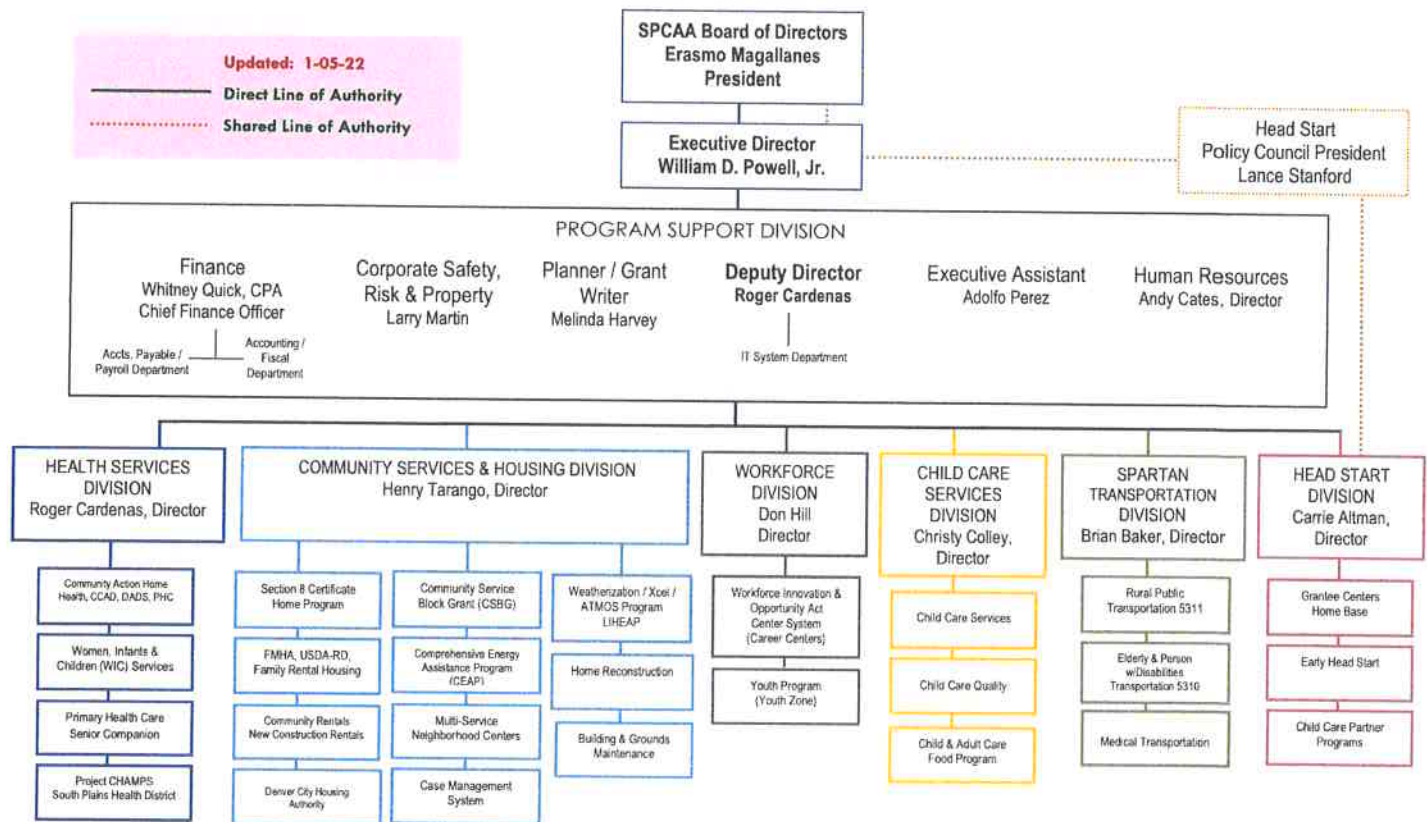 SPCAA Board of Directors
Erasmo Magallanes
President
Updated: 1-05-22
Direct Line of Authority
Shared Line of Authority
Executive Director
William D. Powell, Jr.
Head Start
Policy Council President
Lance Stanford
PROGRAM SUPPORT DIVISION
Finance
Whitney Quick, CPA
Chief Finance Officer
Accts. Payable /
Payroll Department
Accounting /
Fiscal
Department
Corporate Safety,
Risk & Property
Larry Martin
Planner / Grant
Writer
Melinda Harvey
Deputy Director
Roger Cardenas
IT System Department
Executive Assistant
Adolfo Perez
Human Resources
Andy Cates, Director
HEALTH SERVICES
DIVISION
Roger Cardenas, Director
Community Action Home
Health, CCAD, DADS, PHC
Women, Infants &
Children (WIC) Services
Primary Health Care
Senior Companion
Project CHAMPS
South Plains Health District
COMMUNITY SERVICES & HOUSING DIVISION
Henry Tarango, Director
Section 8 Certificate
Home Program
FMHA, USDA-RD,
Family Rental Housing
Community Rentals
New Construction Rentals
Denver City Housing
Authority
Community Service
Block Grant (CSBG)
Comprehensive Energy
Assistance Program
(CEAP)
Multi-Service
Neighborhood Centers
Case Management
System
Weatherization / Xcel /
ATMOS Program
LIHEAP
Home Reconstruction
Building & Grounds
Maintenance
WORKFORCE
DIVISION
Don Hill
Director
Workforce Innovation &
Opportunity Act
Center System
(Career Centers)
Youth Program
(Youth Zone)
CHILD CARE
SERVICES
DIVISION
Christy Colley,
Director
Child Care Services
Child Care Quality
Child & Adult Care
Food Program
SPARTAN
TRANSPORTATION
DIVISION
Brian Baker, Director
Rural Public
Transportation 5311
Elderly & Person
w/Disabilities
Transportation 5310
Medical Transportation
HEAD START
DIVISION
Carrie Altman,
Director
Grantee Centers
Home Base
Early Head Start
Child Care Partner
Programs